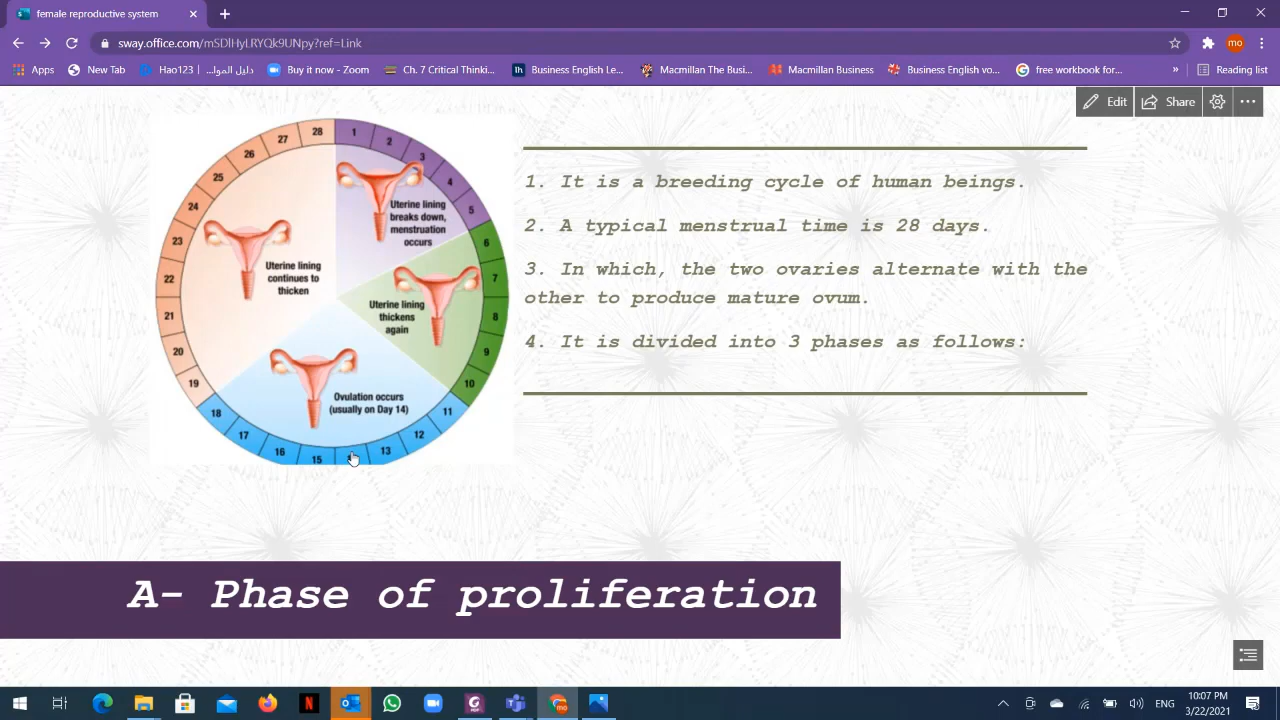 female reproductive system
sway.office.com/mSDlHyLRYQk9UNpy?ref=Link
mo
Apps
New Tab
Hao123
دليل الموا...
Buy it now - Zoom
Ch. 7 Critical Thinki...
Business English Le...
Macmillan The Busi...
Macmillan Business
Business English vo...
free workbook for...
»
Reading list
Edit
Share
1
2
3
4
5
6
7
8
9
10
11
12
13
15
16
17
18
19
20
21
22
23
24
25
26
27
28
Uterine lining
breaks down,
menstruation
occurs
Uterine lining
thickens
again
Ovulation occurs
(usually on Day 14)
Uterine lining
continues to
thicken
1. It is a breeding cycle of human beings.
2. A typical menstrual time is 28 days.
3. In which, the two ovaries alternate with the
other to produce mature ovum.
4. It is divided into 3 phases as follows:
A- Phase of proliferation
ENG
10:07 PM
3/22/2021